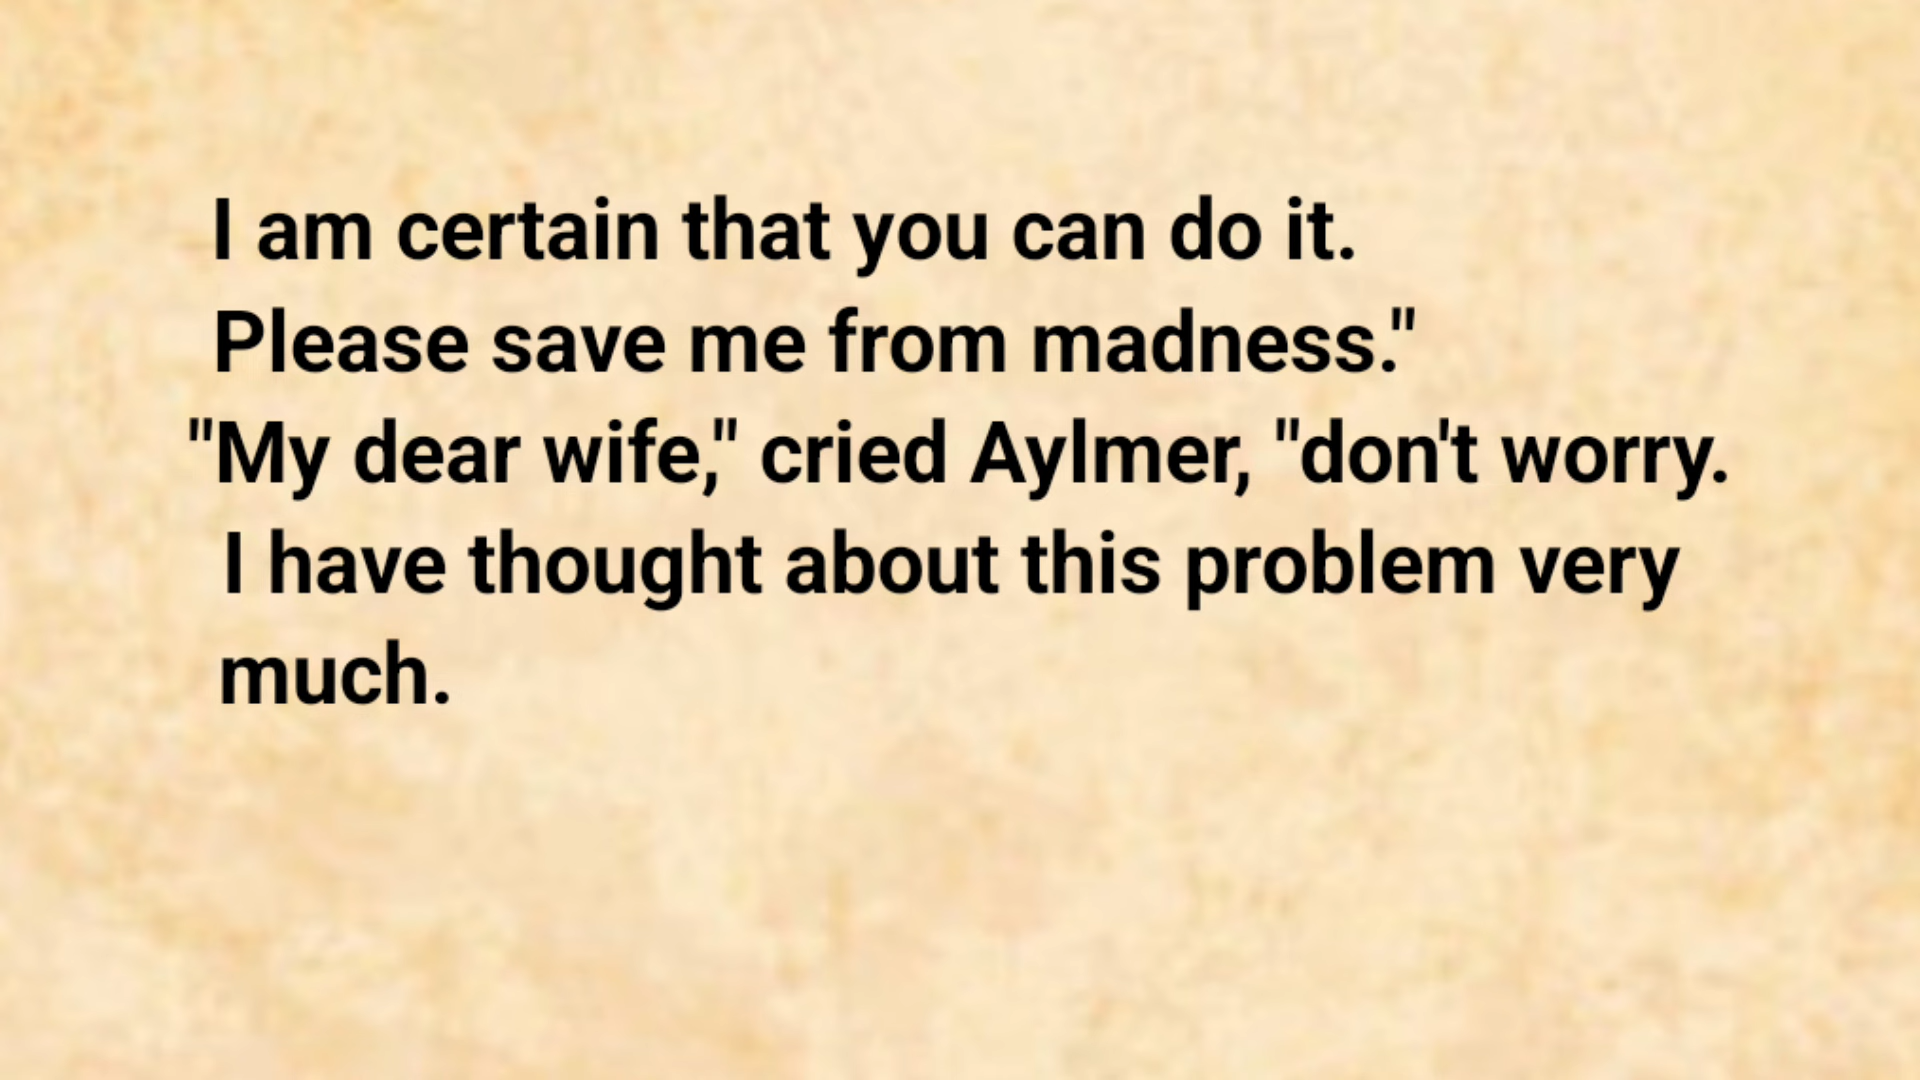 I am certain that you can do it.
Please save me from madness."
"My dear wife," cried Aylmer, "don't worry.
I have thought about this problem very
much.